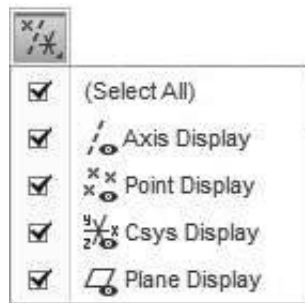 (Select All)
Axis Display
Point Display
Csys Display
Plane Display